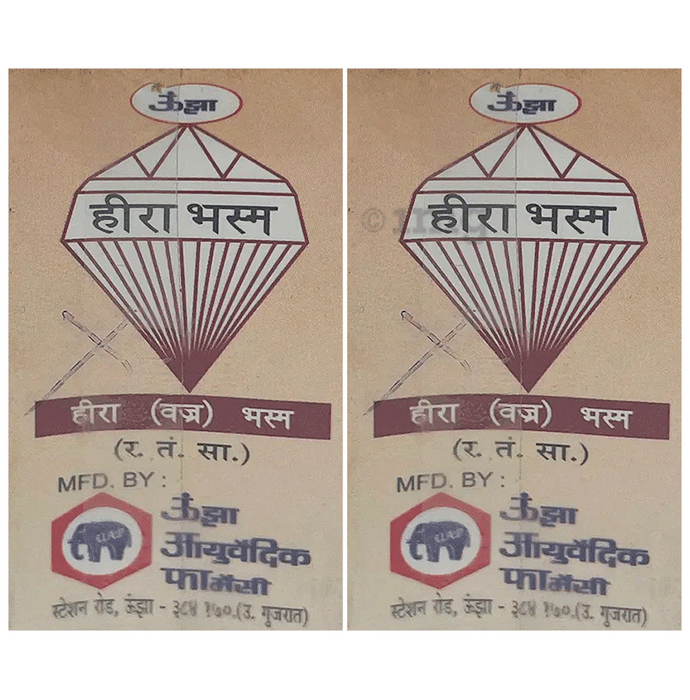 ऊंझा
हीरा भस्म
हीरा (वज्र) भस्म
(र. तं. सा.)
MFD. BY :
ऊंझा
आयुर्वेदिक
फार्मसी
स्टेशन रोड, ऊंझा - ३८४ १७०.(उ. गुजरात)
ऊंझा
हीरा भस्म
हीरा (वज्र) भस्म
(र. तं. सा.)
MFD. BY :
ऊंझा
आयुर्वेदिक
फार्मसी
स्टेशन रोड, ऊंझा - ३८४ १७०.(उ. गुजरात)